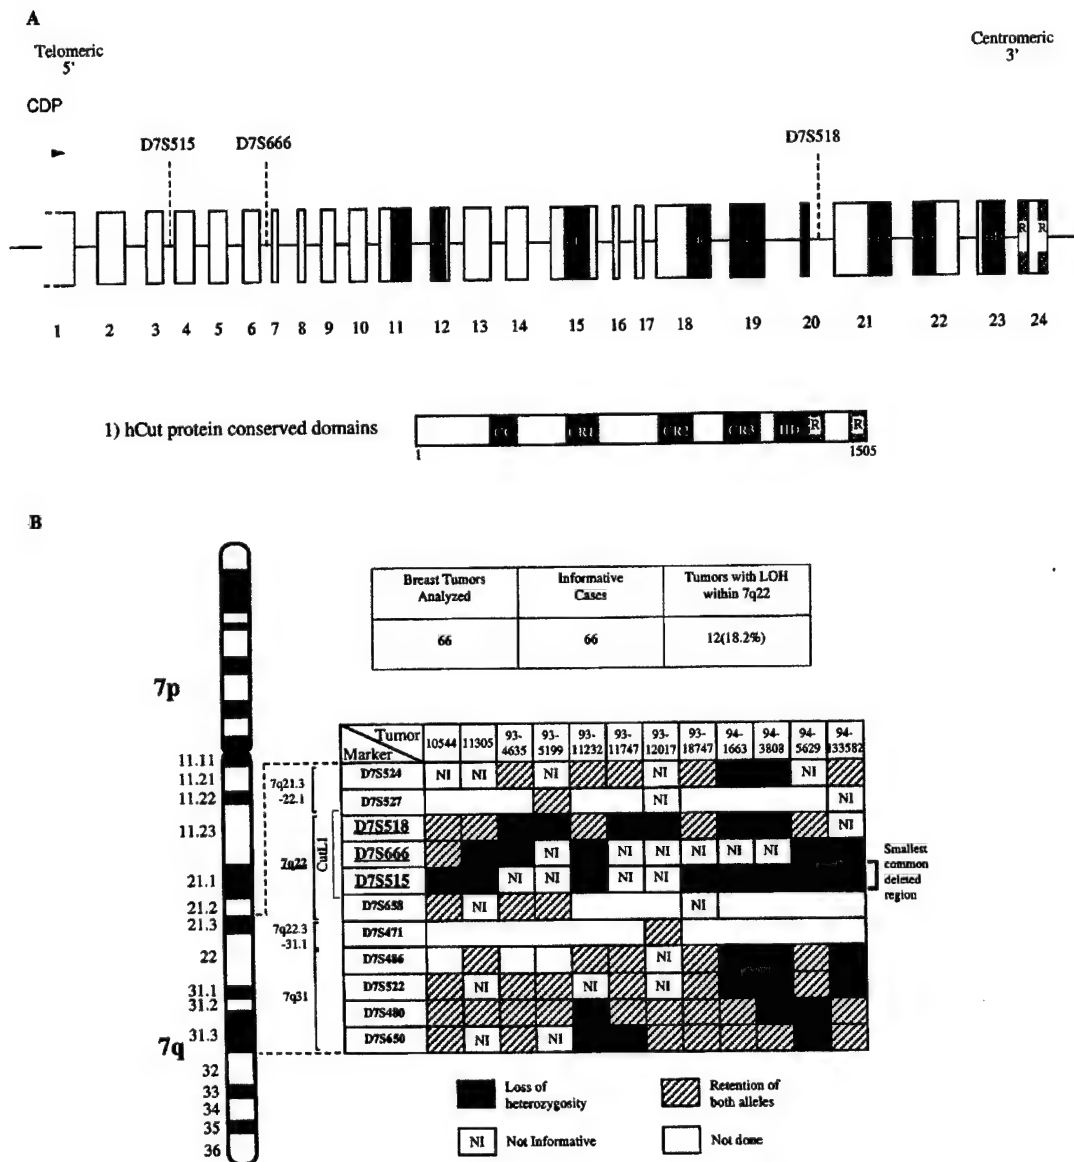 A
Telomeric
5'
Centromeric
3'
CDP
D7S515
D7S666
D7S518
R R
1 2 3 4 5 6 7 8 9 10 11 12 13 14 15 16 17 18 19 20 21 22 23 24
1) hCut protein conserved domains
CC CR1 CR2 CR3 HD R R
1 1505
B
Breast Tumors Analyzed Informative Cases Tumors with LOH within 7q22
66 66 12(18.2%)
7p
11.11
11.21
11.22
11.23
21.1
21.2
21.3
22
31.1
31.2
31.3
7q
32
33
34
35
36
7q21.3
-22.1
7q22
CutL1
7q22.3
-31.1
7q31
Tumor Marker 10544 11305 93-4635 93-5199 93-11232 93-11747 93-12017 93-18747 94-1663 94-3808 94-5629 94-133582
D7S524 NI NI NI NI NI
D7S527 NI NI
D7S518 NI
D7S666 NI NI NI NI NI NI
D7S515 NI NI NI NI
D7S658 NI NI
D7S471
D7S486 NI
D7S522 NI NI NI
D7S480
D7S650 NI NI
Smallest
common
deleted
region
Loss of heterozygosity
Retention of both alleles
NI Not Informative
Not done